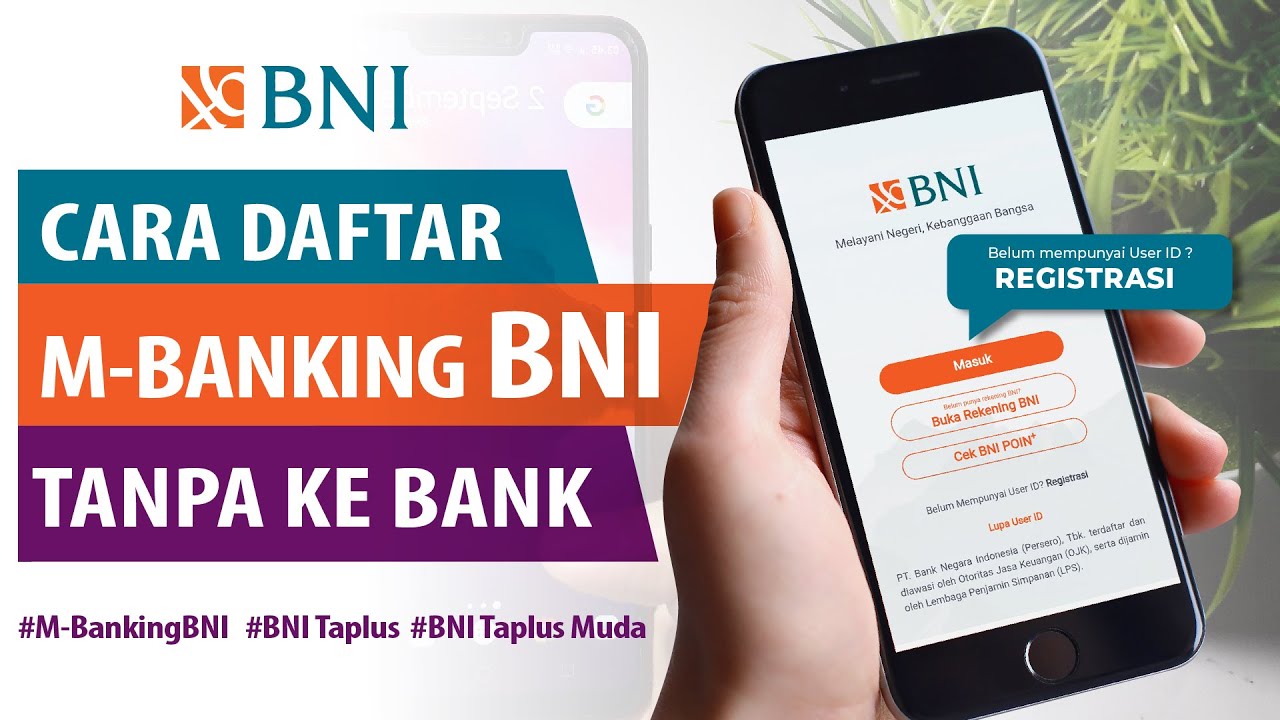 BNI
CARA DAFTAR
M-BANKING BNI
TANPA KE BANK
#M-BankingBNI #BNI Taplus #BNI Taplus Muda
2 Septemb
BNI
Melayani Negeri, Kebanggaan Bangsa
Belum mempunyai User ID ?
REGISTRASI
Masuk
Belum punya rekening BNI?
Buka Rekening BNI
Cek BNI POIN+
Belum Mempunyai User ID? Registrasi
Lupa User ID
PT. Bank Negara Indonesia (Persero), Tbk. terdaftar dan
diawasi oleh Otoritas Jasa Keuangan (OJK), serta dijamin
oleh Lembaga Penjamin Simpanan (LPS).